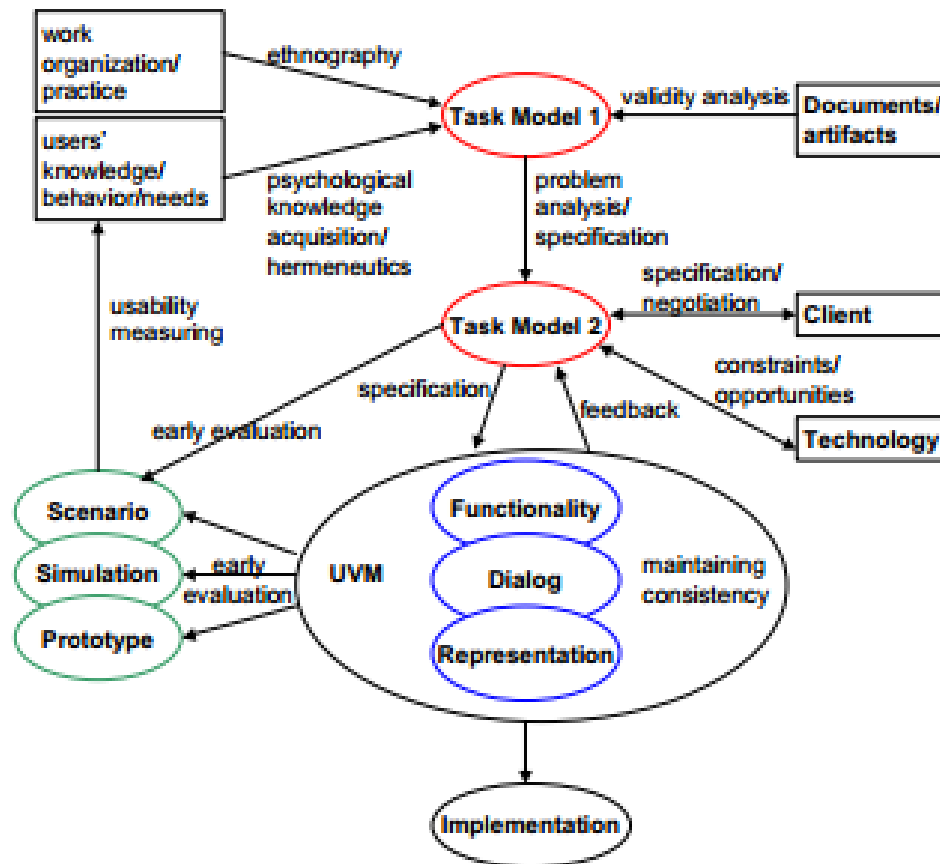 work
organization/
practice
ethnography
Task Model 1
validity analysis
Documents/
artifacts
users'
knowledge/
behavior/needs
psychological
knowledge
acquisition/
hermeneutics
problem
analysis/
specification
usability
measuring
specification/
negotiation
Task Model 2
Client
constraints/
opportunities
specification
feedback
early evaluation
Technology
Scenario
Simulation
Prototype
early
evaluation
UVM
Functionality
Dialog
Representation
maintaining
consistency
Implementation